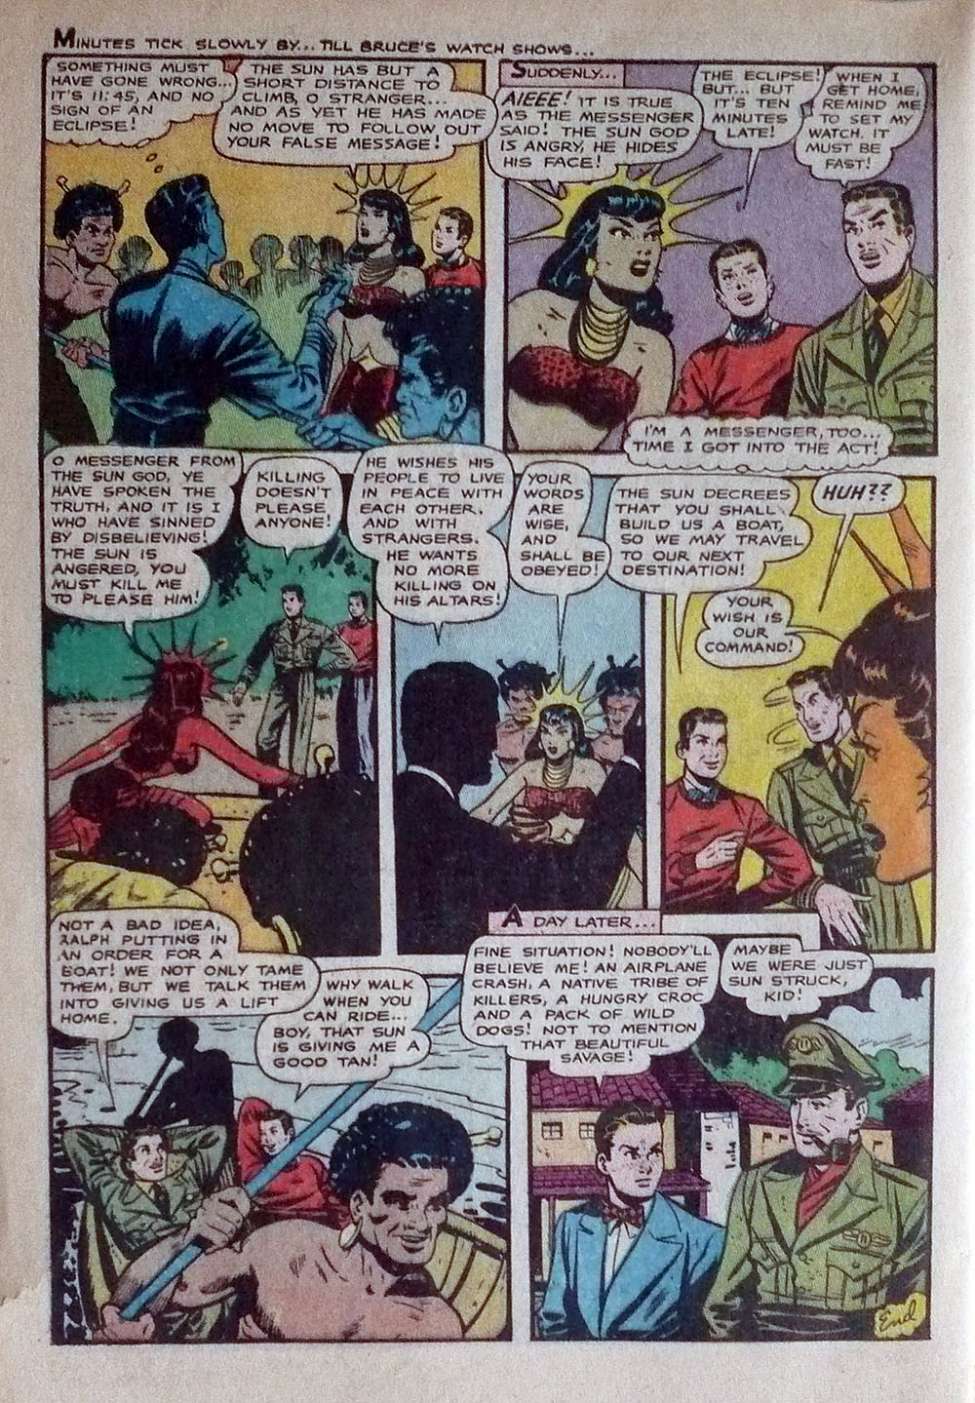 MINUTES TICK SLOWLY BY... TILL BRUCE'S WATCH SHOWS...
SOMETHING MUST
HAVE GONE WRONG...
IT'S 11:45, AND NO
SIGN OF AN
ECLIPSE!
THE SUN HAS BUT A
SHORT DISTANCE TO
CLIMB, O STRANGER...
AND AS YET HE HAS MADE
NO MOVE TO FOLLOW OUT
YOUR FALSE MESSAGE!
SUDDENLY...
AIEEE! IT IS TRUE
AS THE MESSENGER
SAID! THE SUN GOD
IS ANGRY, HE HIDES
HIS FACE!
THE ECLIPSE!
BUT... BUT
IT'S TEN
MINUTES
LATE!
WHEN I
GET HOME,
REMIND ME
TO SET MY
WATCH. IT
MUST BE
FAST!
I'M A MESSENGER, TOO...
TIME I GOT INTO THE ACT!
O MESSENGER FROM
THE SUN GOD, YE
HAVE SPOKEN THE
TRUTH, AND IT IS I
WHO HAVE SINNED
BY DISBELIEVING!
THE SUN IS
ANGERED, YOU
MUST KILL ME
TO PLEASE HIM!
KILLING
DOESN'T
PLEASE
ANYONE!
HE WISHES HIS
PEOPLE TO LIVE
IN PEACE WITH
EACH OTHER.
AND WITH
STRANGERS.
HE WANTS
NO MORE
KILLING ON
HIS ALTARS!
YOUR
WORDS
ARE
WISE,
AND
SHALL BE
OBEYED!
THE SUN DECREES
THAT YOU SHALL
BUILD US A BOAT,
SO WE MAY TRAVEL
TO OUR NEXT
DESTINATION!
HUH??
YOUR
WISH IS
OUR
COMMAND!
NOT A BAD IDEA,
RALPH PUTTING IN
AN ORDER FOR A
BOAT! WE NOT ONLY TAME
THEM, BUT WE TALK THEM
INTO GIVING US A LIFT
HOME.
WHY WALK
WHEN YOU
CAN RIDE...
BOY, THAT SUN
IS GIVING ME A
GOOD TAN!
A DAY LATER...
FINE SITUATION! NOBODY'LL
BELIEVE ME! AN AIRPLANE
CRASH, A NATIVE TRIBE OF
KILLERS, A HUNGRY CROC
AND A PACK OF WILD
DOGS! NOT TO MENTION
THAT BEAUTIFUL
SAVAGE!
MAYBE
WE WERE JUST
SUN STRUCK,
KID!
End